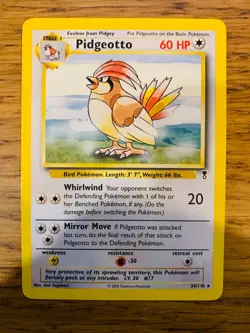 STAGE 1
Evolves from Pidgey
Put Pidgeotto on the Basic Pokémon
Pidgeotto
60 HP
Bird Pokémon. Length: 3' 7", Weight: 66 lbs.
Whirlwind Your opponent switches
the Defending Pokémon with 1 of his or
her Benched Pokémon, if any. (Do the
damage before switching the Pokémon.)
20
Mirror Move If Pidgeotto was attacked
last turn, do the final result of that
attack on Pidgeotto to the Defending Pokémon.
weakness
resistance
retreat cost
-30
Very protective of its sprawling territory, this Pokémon will
fiercely peck at any intruder. LV. 36 #17